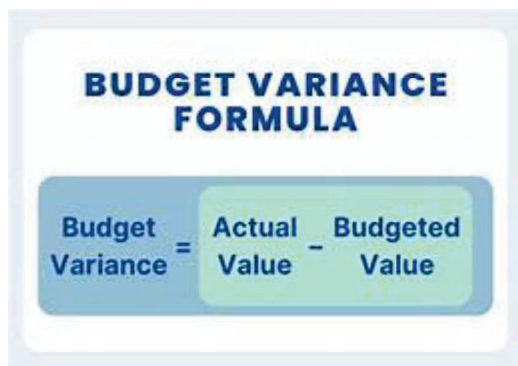 BUDGET VARIANCE
FORMULA
Budget Variance = Actual Value - Budgeted Value